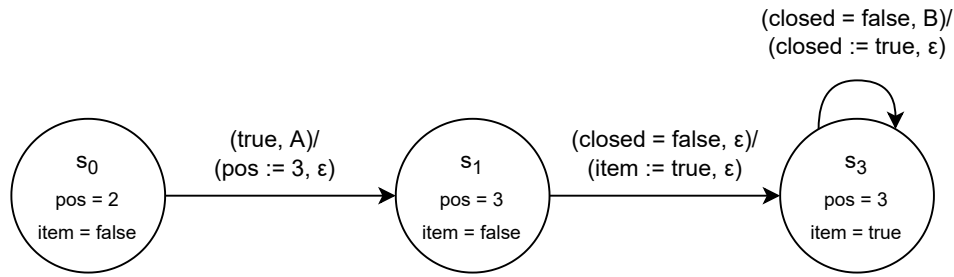 (closed = false, B)/
(closed := true, ε)
(true, A)/
(pos := 3, ε)
(closed = false, ε)/
(item := true, ε)
s₀
pos = 2
item = false
s₁
pos = 3
item = false
s₃
pos = 3
item = true